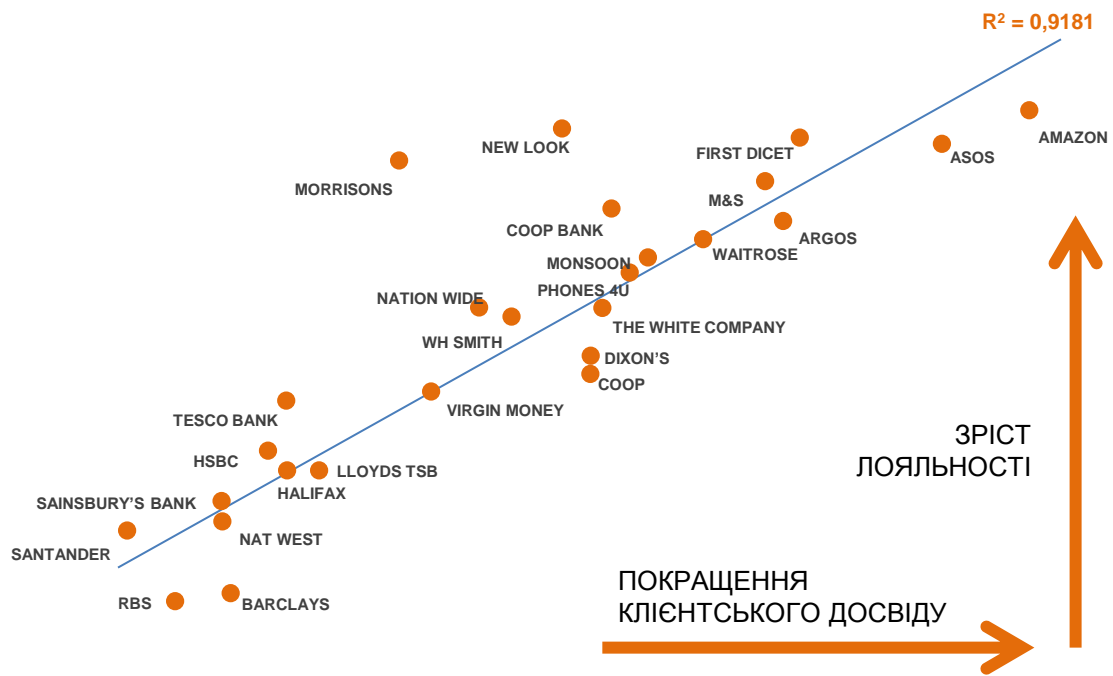 R² = 0,9181
AMAZON
NEW LOOK
FIRST DICET
ASOS
MORRISONS
M&S
COOP BANK
ARGOS
MONSOON
WAITROSE
PHONES 4U
NATION WIDE
THE WHITE COMPANY
WH SMITH
DIXON’S
COOP
VIRGIN MONEY
TESCO BANK
ЗРІСТ
ЛОЯЛЬНОСТІ
HSBC
LLOYDS TSB
HALIFAX
SAINSBURY’S BANK
NAT WEST
SANTANDER
ПОКРАЩЕННЯ
КЛІЄНТСЬКОГО ДОСВІДУ
RBS
BARCLAYS